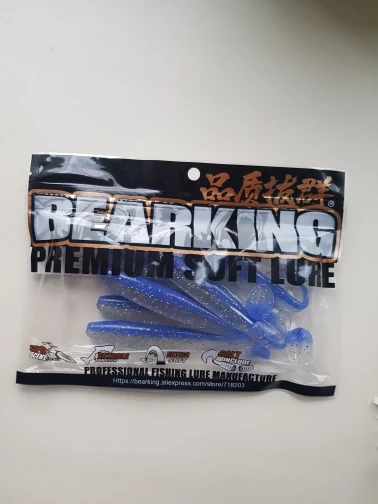 品质拔群
BEARKING®
PREMIUM SOFT LURE
PROFESSIONAL FISHING LURE MANUFACTURE
Https://bearking.aliexpress.com/store/718203